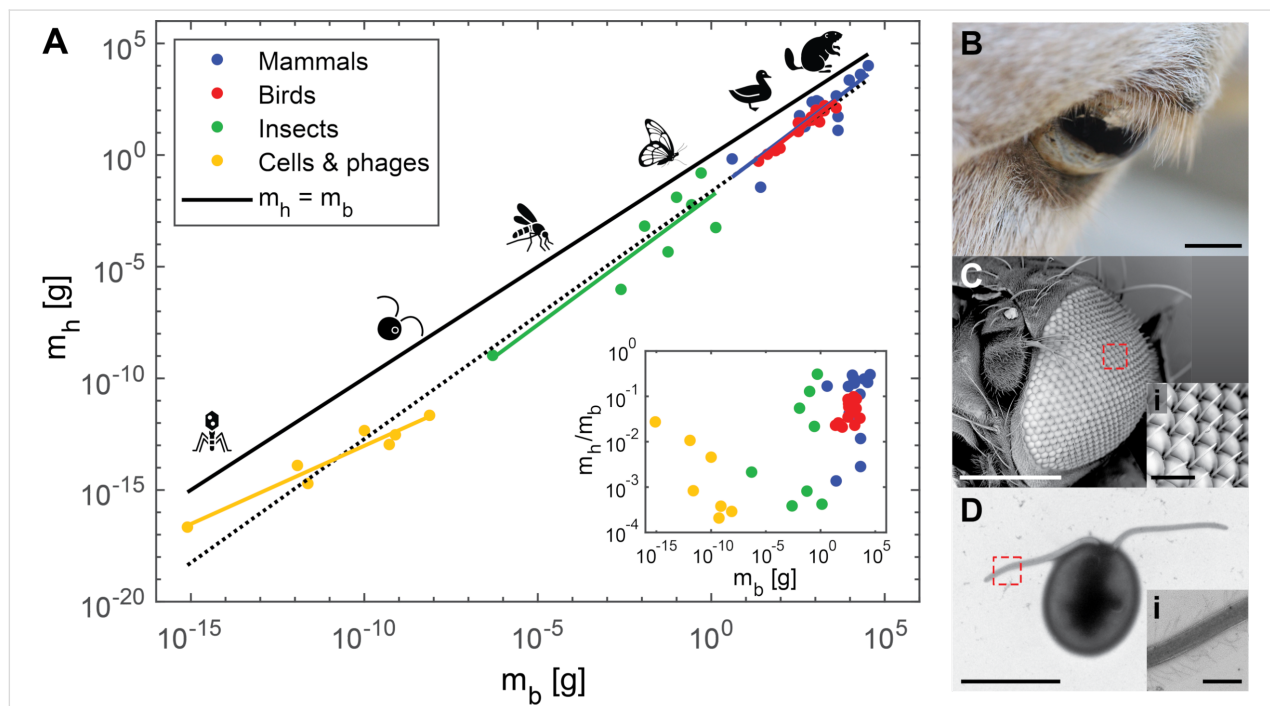 A
10^5
10^0
10^-5
10^-10
10^-15
10^-20
m_h [g]
Mammals
Birds
Insects
Cells & phages
m_h = m_b
10^-15
10^-10
10^-5
10^0
10^5
m_b [g]
10^0
10^-1
10^-2
10^-3
10^-4
m_h/m_b
10^-15
10^-10
10^-5
10^0
10^5
m_b [g]
B
C
i
D
i